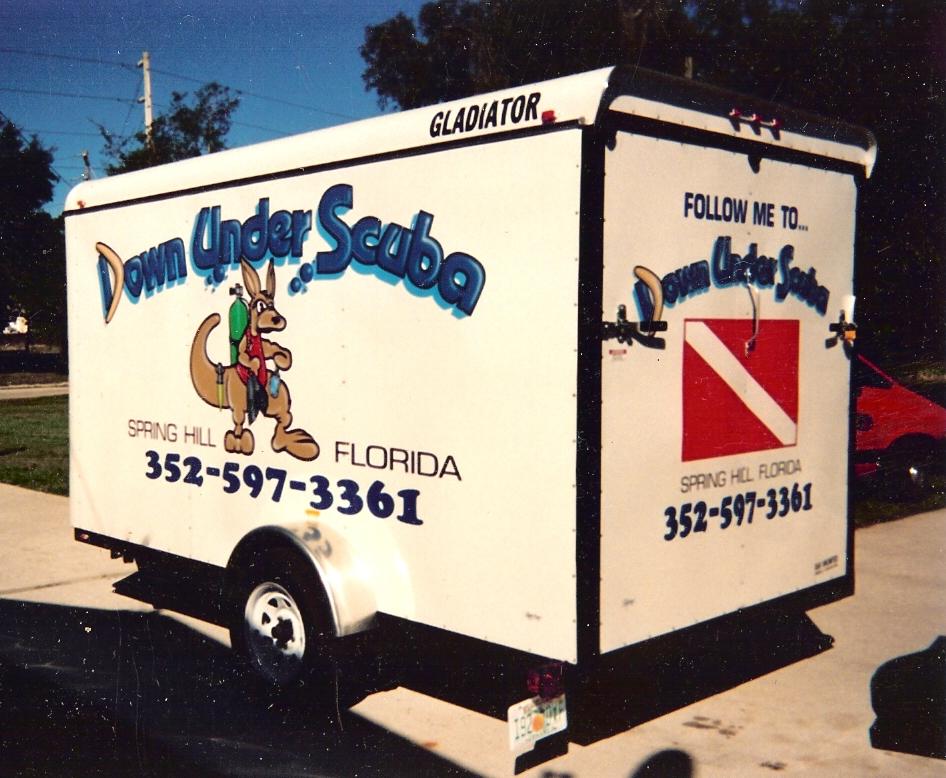 GLADIATOR
Down Under Scuba
SPRING HILL FLORIDA
352-597-3361
FOLLOW ME TO...
Down Under Scuba
SPRING HILL, FLORIDA
352-597-3361